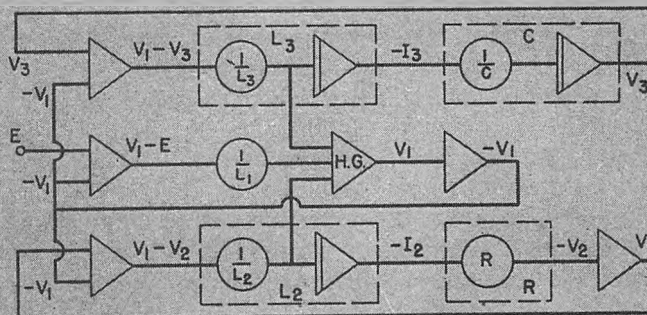 V3
V1-V3
1/L3
L3
-I3
1/C
C
V3
-V1
E
V1-E
1/L1
H.G.
V1
-V1
-V1
V1-V2
1/L2
L2
-I2
R
R
-V2
V
-V1